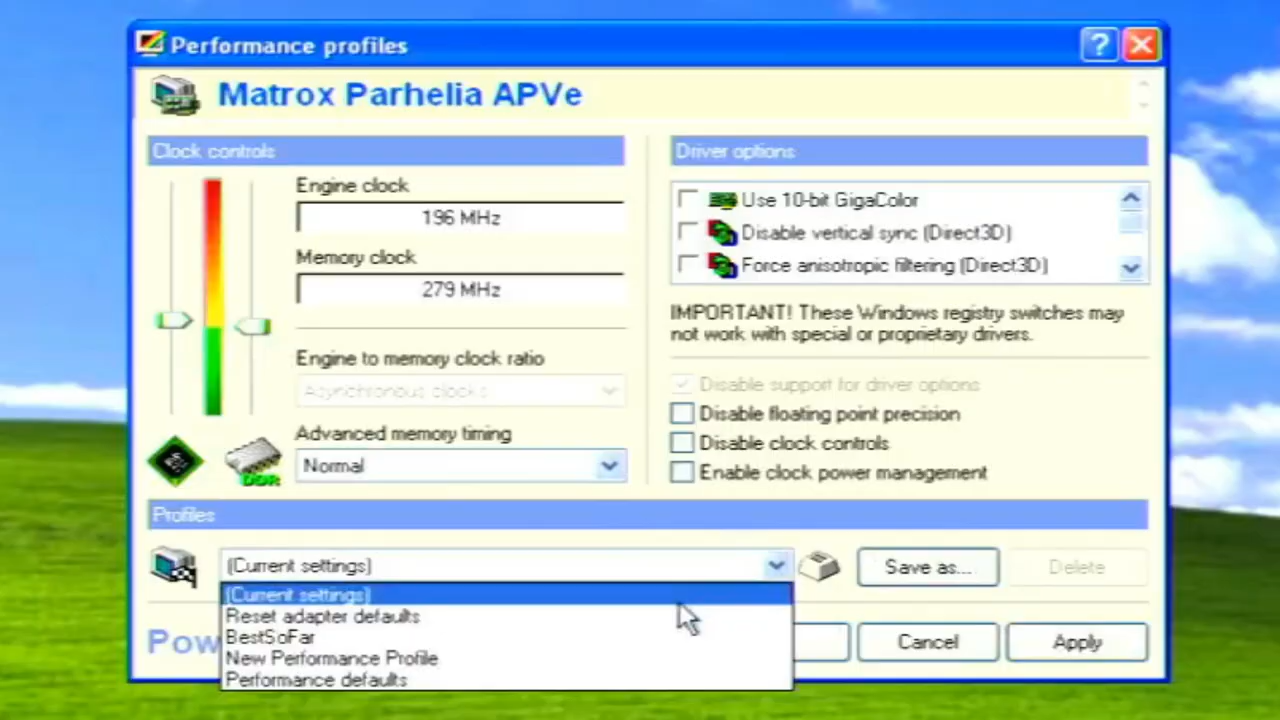 Performance profiles
Matrox Parhelia APVe
Clock controls
Engine clock
196 MHz
Memory clock
279 MHz
Engine to memory clock ratio
Asynchronous clocks
Advanced memory timing
Normal
DDR
Driver options
Use 10-bit GigaColor
Disable vertical sync (Direct3D)
Force anisotropic filtering (Direct3D)
IMPORTANT! These Windows registry switches may
not work with special or proprietary drivers.
Disable support for driver options
Disable floating point precision
Disable clock controls
Enable clock power management
Profiles
(Current settings)
Save as...
Delete
(Current settings)
Reset adapter defaults
BestSoFar
New Performance Profile
Performance defaults
Pow
Cancel
Apply